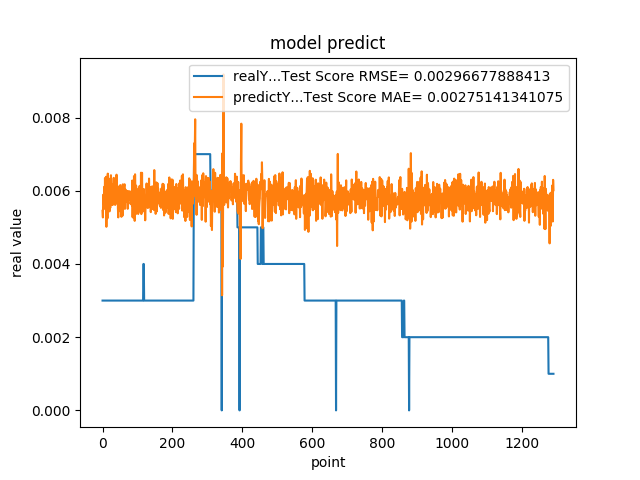 model predict
realY...Test Score RMSE= 0.00296677888413
predictY...Test Score MAE= 0.00275141341075
real value
0.008
0.006
0.004
0.002
0.000
0 200 400 600 800 1000 1200
point